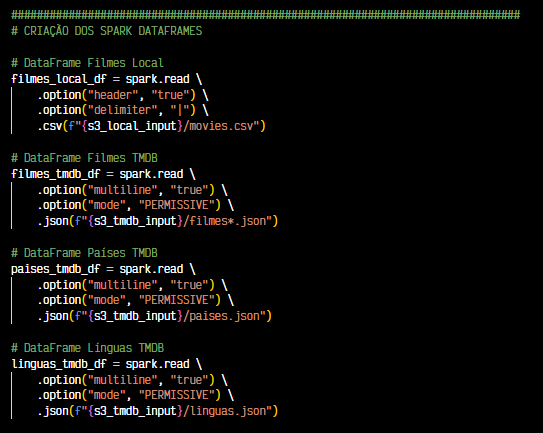 ################################################################################
# CRIAÇÃO DOS SPARK DATAFRAMES
# DataFrame Filmes Local
filmes_local_df = spark.read \
    .option("header", "true") \
    .option("delimiter", "|") \
    .csv(f"{s3_local_input}/movies.csv")
# DataFrame Filmes TMDB
filmes_tmdb_df = spark.read \
    .option("multiline", "true") \
    .option("mode", "PERMISSIVE") \
    .json(f"{s3_tmdb_input}/filmes*.json")
# DataFrame Países TMDB
paises_tmdb_df = spark.read \
    .option("multiline", "true") \
    .option("mode", "PERMISSIVE") \
    .json(f"{s3_tmdb_input}/paises.json")
# DataFrame Línguas TMDB
linguas_tmdb_df = spark.read \
    .option("multiline", "true") \
    .option("mode", "PERMISSIVE") \
    .json(f"{s3_tmdb_input}/linguas.json")